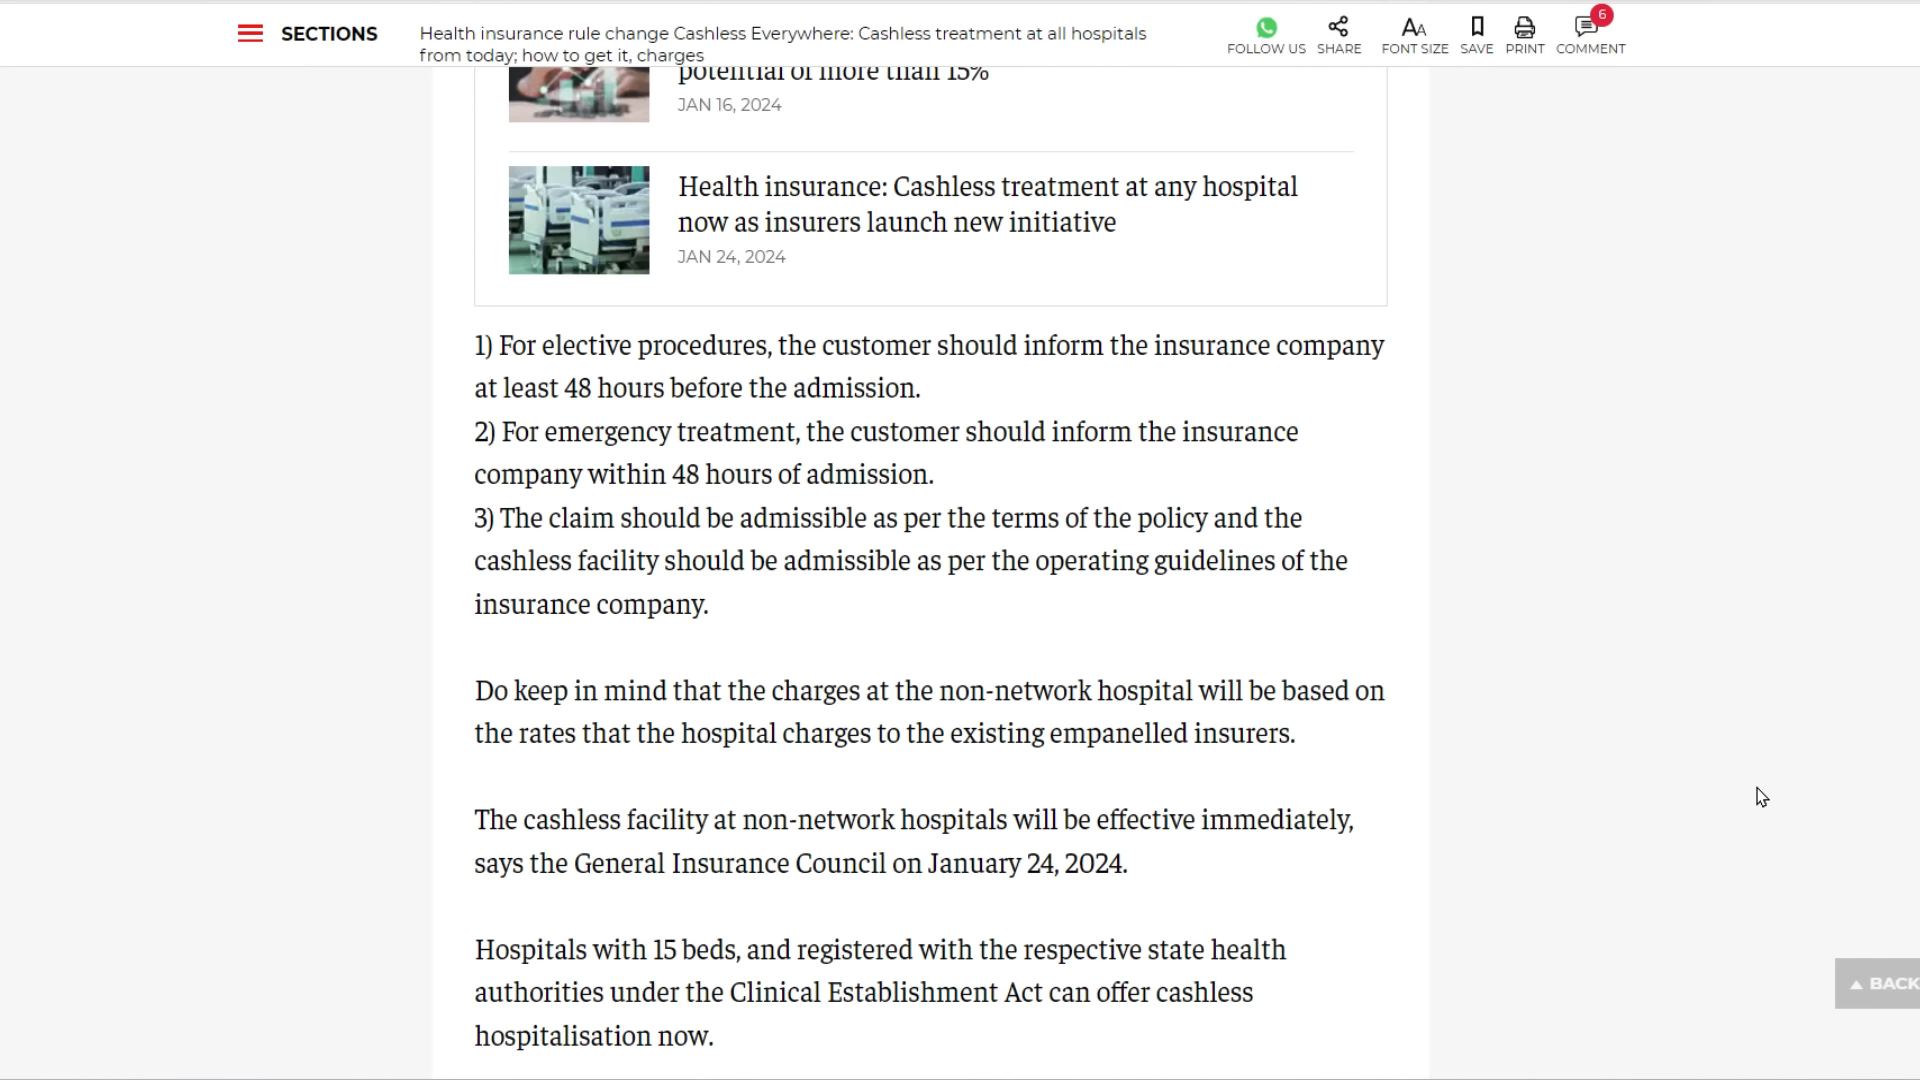 SECTIONS
Health insurance rule change Cashless Everywhere: Cashless treatment at all hospitals
from today; how to get it, charges
FOLLOW US
SHARE
FONT SIZE
SAVE
PRINT
6
COMMENT
potential of more than 15%
JAN 16, 2024
Health insurance: Cashless treatment at any hospital
now as insurers launch new initiative
JAN 24, 2024
1) For elective procedures, the customer should inform the insurance company
at least 48 hours before the admission.
2) For emergency treatment, the customer should inform the insurance
company within 48 hours of admission.
3) The claim should be admissible as per the terms of the policy and the
cashless facility should be admissible as per the operating guidelines of the
insurance company.
Do keep in mind that the charges at the non-network hospital will be based on
the rates that the hospital charges to the existing empanelled insurers.
The cashless facility at non-network hospitals will be effective immediately,
says the General Insurance Council on January 24, 2024.
Hospitals with 15 beds, and registered with the respective state health
authorities under the Clinical Establishment Act can offer cashless
hospitalisation now.
BACK